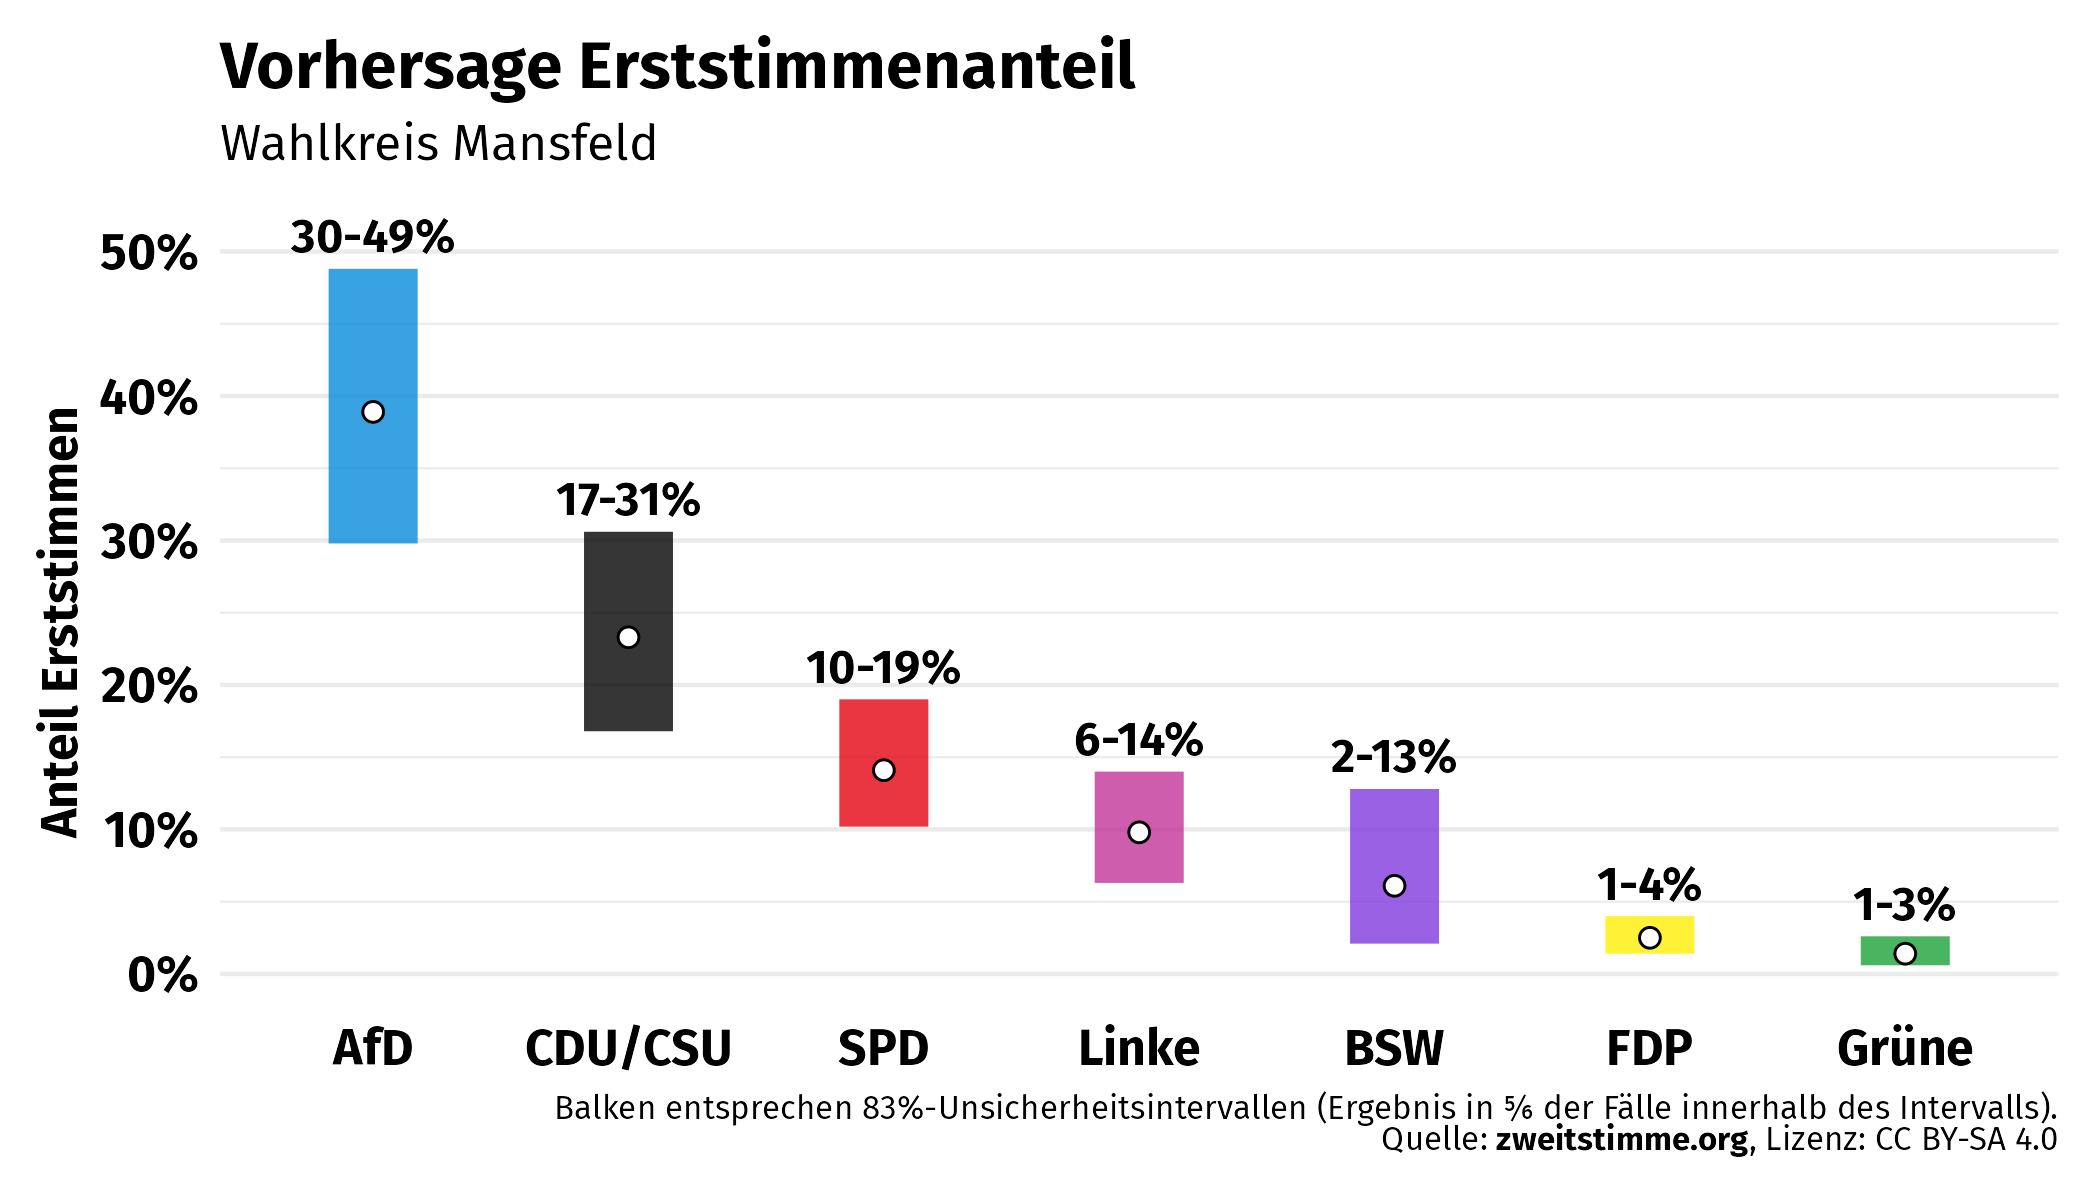 Vorhersage Erststimmenanteil
Wahlkreis Mansfeld
Anteil Erststimmen
50%
40%
30%
20%
10%
0%
30-49%
17-31%
10-19%
6-14%
2-13%
1-4%
1-3%
AfD
CDU/CSU
SPD
Linke
BSW
FDP
Grüne
Balken entsprechen 83%-Unsicherheitsintervallen (Ergebnis in ⅚ der Fälle innerhalb des Intervalls).
Quelle: zweitstimme.org, Lizenz: CC BY-SA 4.0